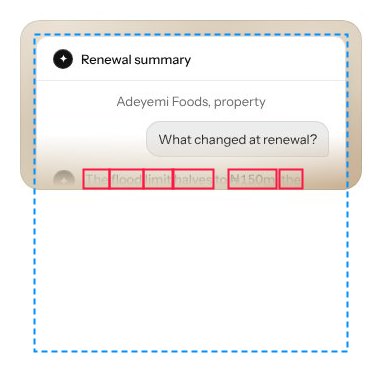 Renewal summary
Adeyemi Foods, property
What changed at renewal?
The flood limit halves to ₦150m, the